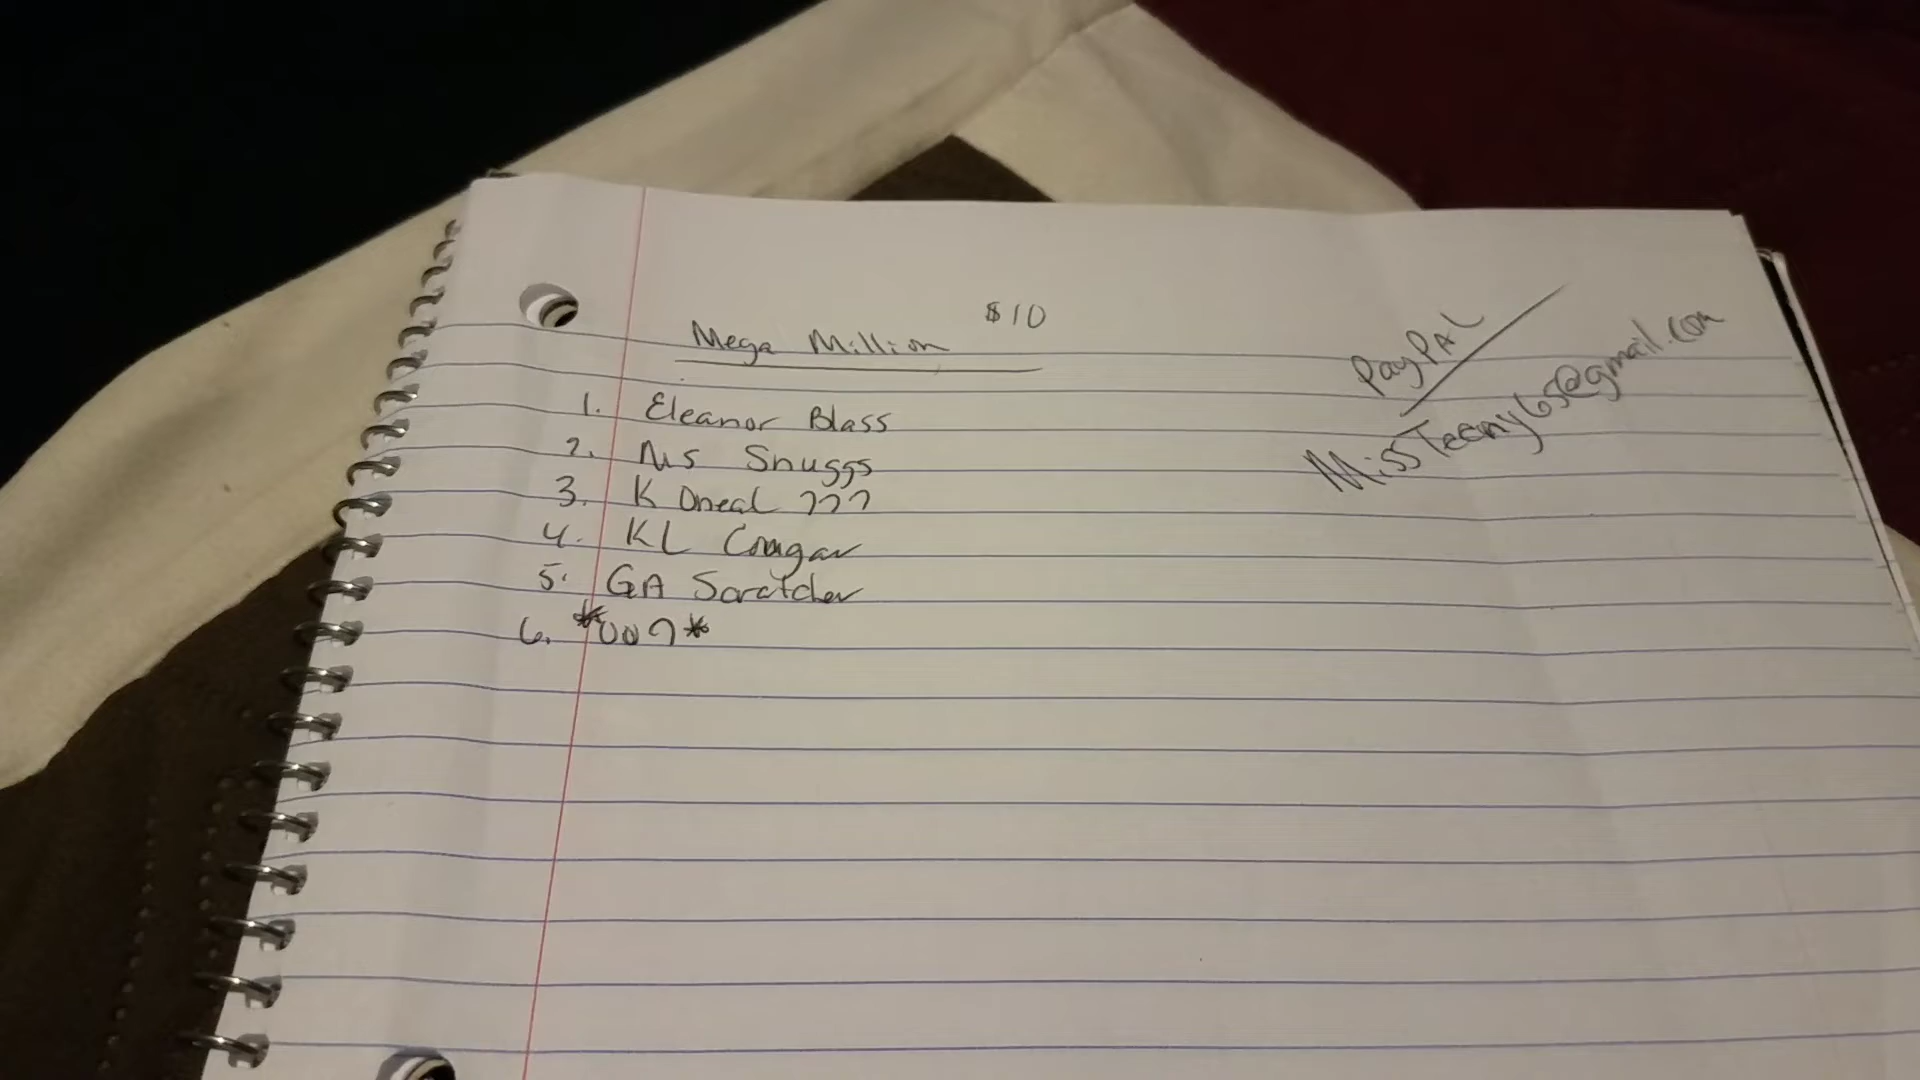 Mega Million $10
1. Eleanor Blass
2. Ms Snuggs
3. K Oneal ???
4. KL Cougar
5. GA Scratcher
6. *007*
PayPAL
MissTeeny65@gmail.com